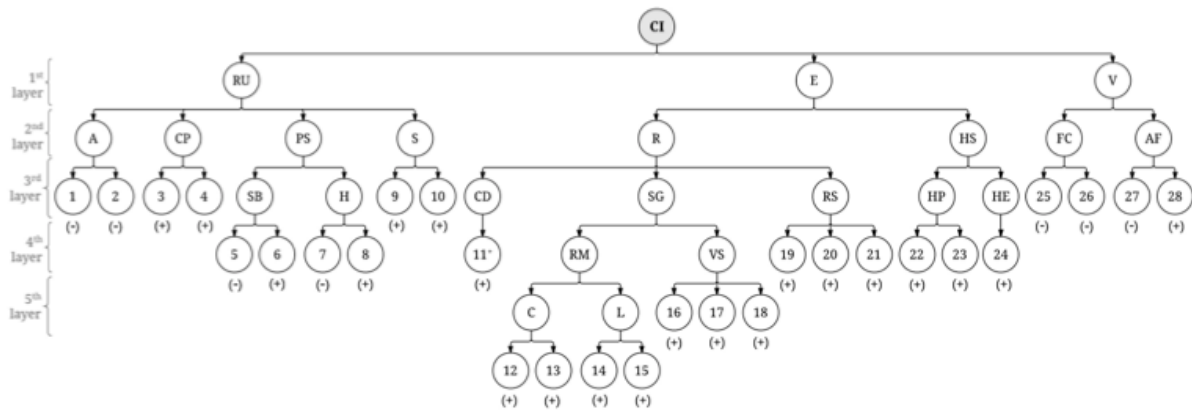 CI
1st layer
RU E V
2nd layer
A CP PS S R HS FC AF
3rd layer
1 2 3 4 SB H 9 10 CD SG RS HP HE 25 26 27 28
(-) (-) (+) (+) (+) (+) (-) (-) (-) (+)
4th layer
5 6 7 8 11+ RM VS 19 20 21 22 23 24
(-) (+) (-) (+) (+) (+) (+) (+) (+) (+) (+)
5th layer
C L 16 17 18
(+) (+) (+)
12 13 14 15
(+) (+) (+) (+)